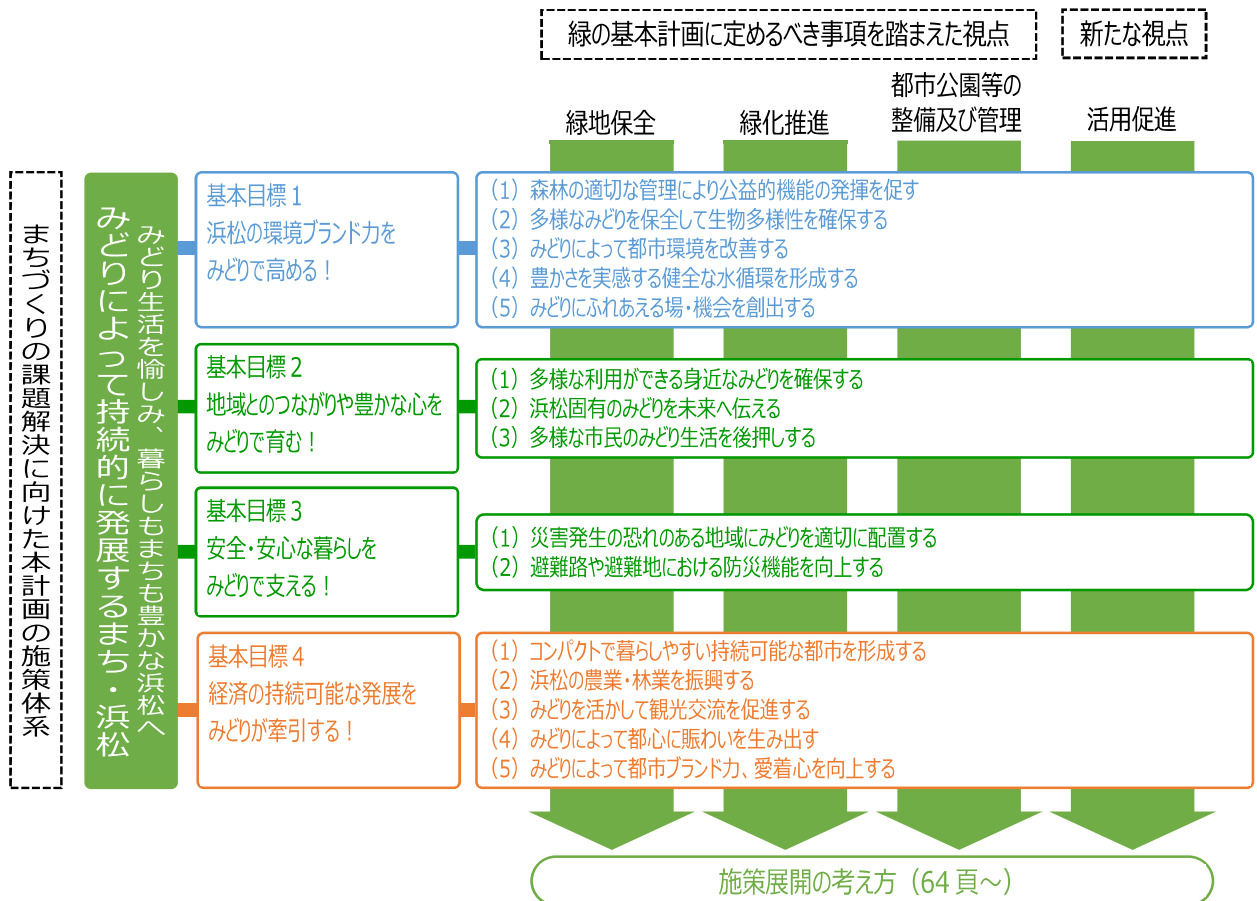 緑の基本計画に定めるべき事項を踏まえた視点
新たな視点
緑地保全
緑化推進
都市公園等の
整備及び管理
活用促進
まちづくりの課題解決に向けた本計画の施策体系
みどり生活を愉しみ、暮らしもまちも豊かな浜松へ
みどりによって持続的に発展するまち・浜松
基本目標1
浜松の環境ブランド力を
みどりで高める!
(1) 森林の適切な管理により公益的機能の発揮を促す
(2) 多様なみどりを保全して生物多様性を確保する
(3) みどりによって都市環境を改善する
(4) 豊かさを実感する健全な水循環を形成する
(5) みどりにふれあえる場・機会を創出する
基本目標2
地域とのつながりや豊かな心を
みどりで育む!
(1) 多様な利用ができる身近なみどりを確保する
(2) 浜松固有のみどりを未来へ伝える
(3) 多様な市民のみどり生活を後押しする
基本目標3
安全・安心な暮らしを
みどりで支える!
(1) 災害発生の恐れのある地域にみどりを適切に配置する
(2) 避難路や避難地における防災機能を向上する
基本目標4
経済の持続可能な発展を
みどりが牽引する!
(1) コンパクトで暮らしやすい持続可能な都市を形成する
(2) 浜松の農業・林業を振興する
(3) みどりを活かして観光交流を促進する
(4) みどりによって都心に賑わいを生み出す
(5) みどりによって都市ブランド力、愛着心を向上する
施策展開の考え方(64頁～)